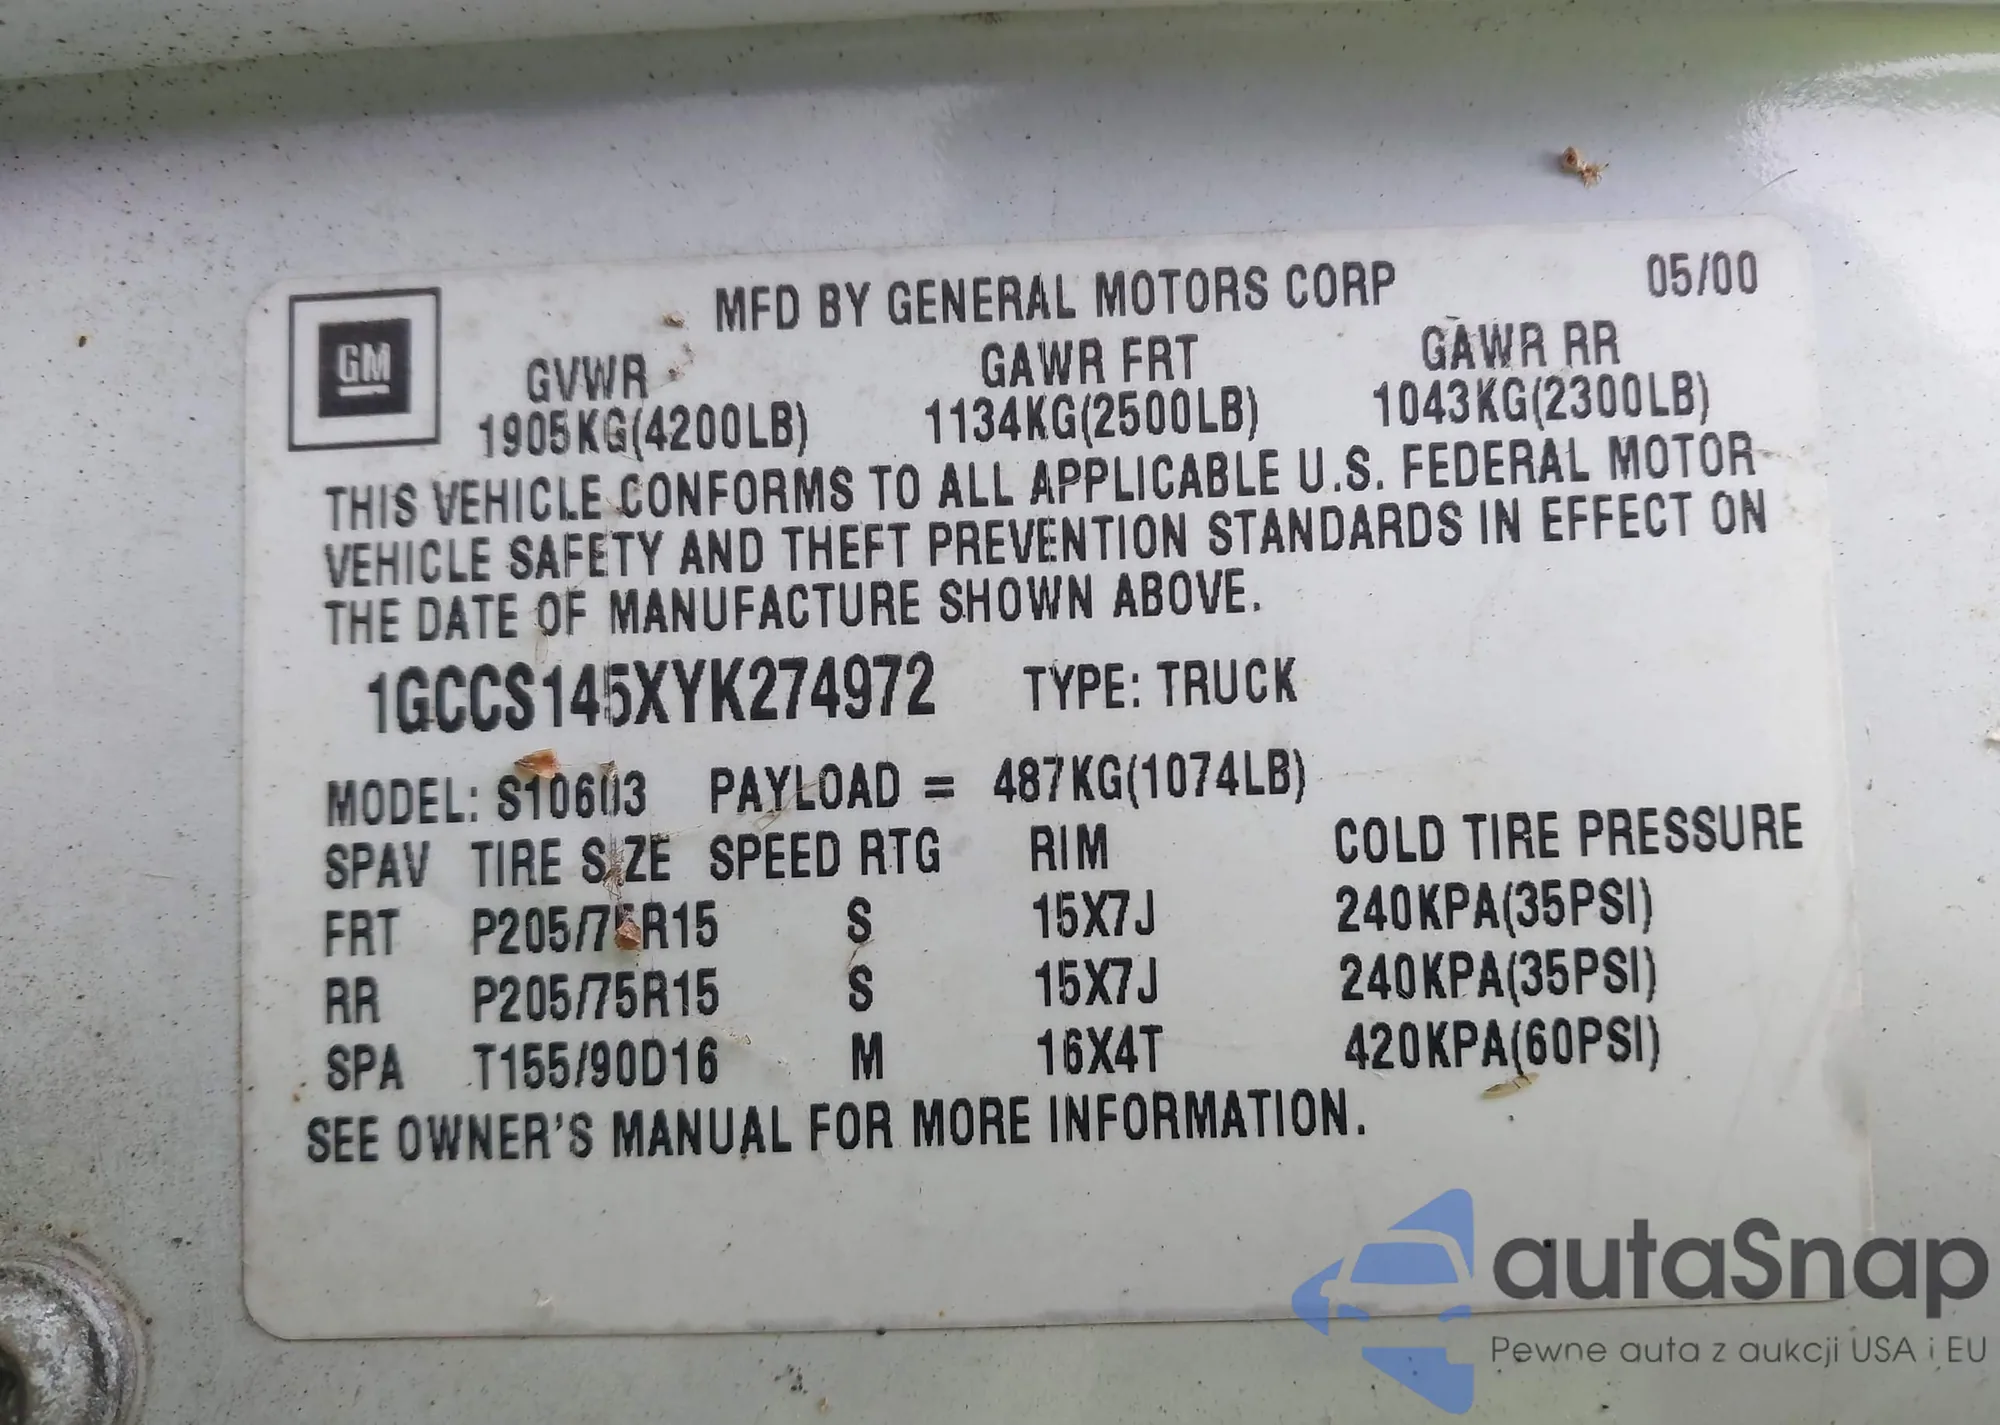 MFD BY GENERAL MOTORS CORP 05/00
GM
GVWR GAWR FRT GAWR RR
1905KG(4200LB) 1134KG(2500LB) 1043KG(2300LB)
THIS VEHICLE CONFORMS TO ALL APPLICABLE U.S. FEDERAL MOTOR
VEHICLE SAFETY AND THEFT PREVENTION STANDARDS IN EFFECT ON
THE DATE OF MANUFACTURE SHOWN ABOVE.
1GCCS145XYK274972 TYPE: TRUCK
MODEL: S10603 PAYLOAD = 487KG(1074LB)
SPAV TIRE SIZE SPEED RTG RIM COLD TIRE PRESSURE
FRT P205/75R15 S 15X7J 240KPA(35PSI)
RR P205/75R15 S 15X7J 240KPA(35PSI)
SPA T155/90D16 M 16X4T 420KPA(60PSI)
SEE OWNER'S MANUAL FOR MORE INFORMATION.
autaSnap
Pewne auta z aukcji USA i EU